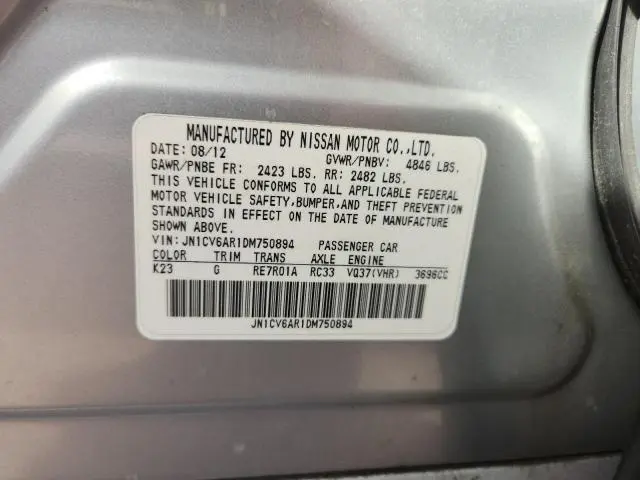 MANUFACTURED BY NISSAN MOTOR CO.,LTD.
DATE: 08/12 GVWR/PNBV: 4846 LBS.
GAWR/PNBE FR: 2423 LBS. RR: 2482 LBS.
THIS VEHICLE CONFORMS TO ALL APPLICABLE FEDERAL
MOTOR VEHICLE SAFETY,BUMPER,AND THEFT PREVENTION
STANDARDS IN EFFECT ON THE DATE OF MANUFACTURE
SHOWN ABOVE.
VIN: JN1CV6AR1DM750894 PASSENGER CAR
COLOR TRIM TRANS AXLE ENGINE
K23 G RE7R01A RC33 VQ37(VHR) 3696CC
JN1CV6AR1DM750894